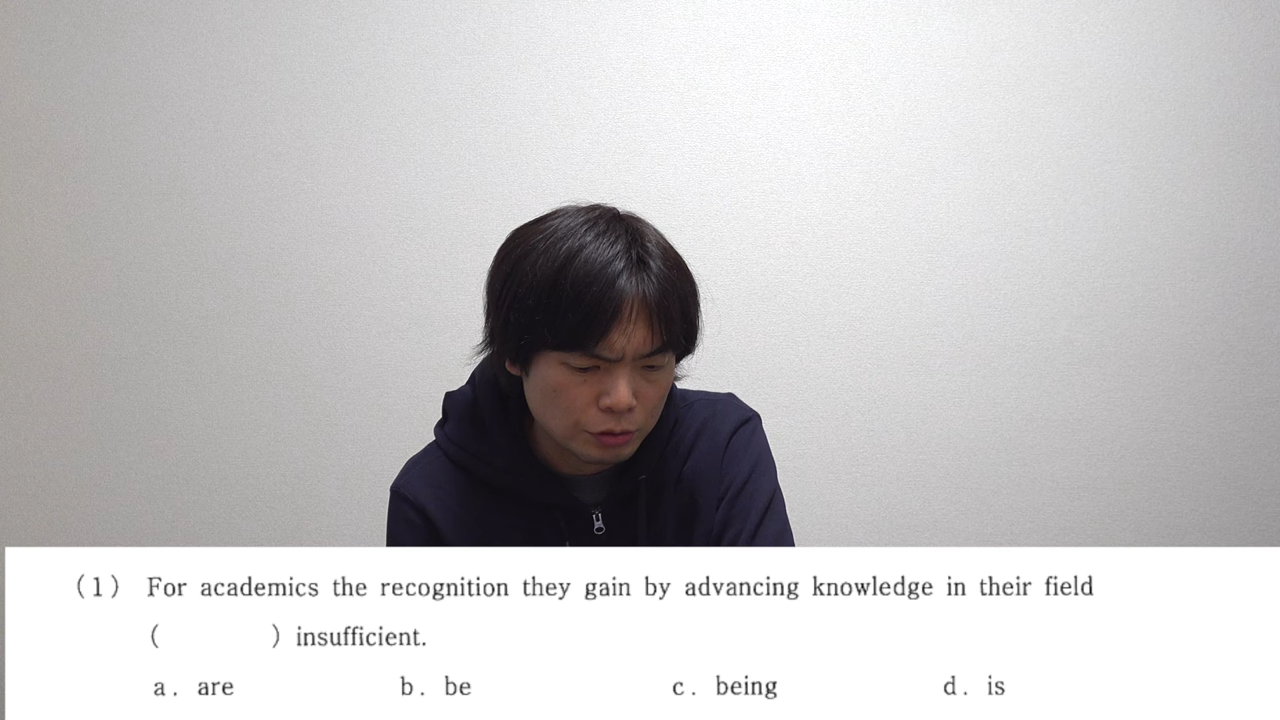 (1) For academics the recognition they gain by advancing knowledge in their field
( ) insufficient.
a. are b. be c. being d. is